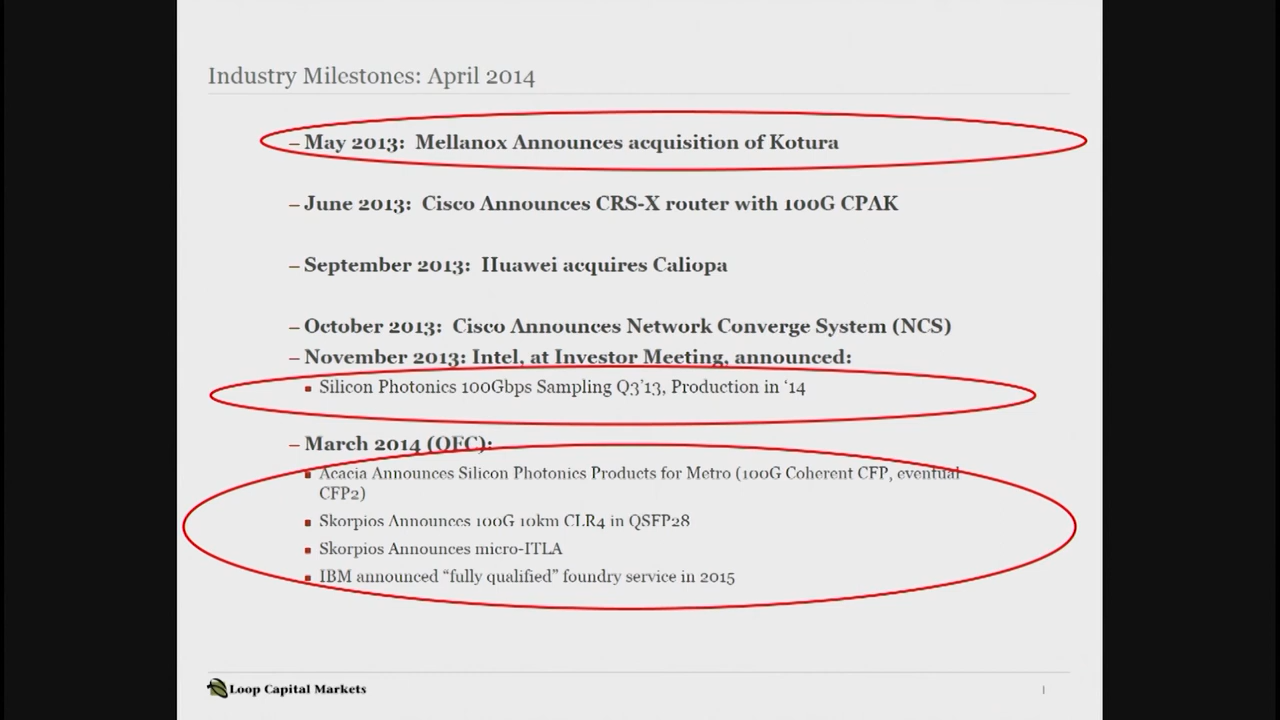 Industry Milestones: April 2014
– May 2013: Mellanox Announces acquisition of Kotura
– June 2013: Cisco Announces CRS-X router with 100G CPAK
– September 2013: Huawei acquires Caliopa
– October 2013: Cisco Announces Network Converge System (NCS)
– November 2013: Intel, at Investor Meeting, announced:
▪ Silicon Photonics 100Gbps Sampling Q3'13, Production in ‘14
– March 2014 (OFC):
▪ Acacia Announces Silicon Photonics Products for Metro (100G Coherent CFP, eventual
CFP2)
▪ Skorpios Announces 100G 10km CLR4 in QSFP28
▪ Skorpios Announces micro-ITLA
▪ IBM announced “fully qualified” foundry service in 2015
Loop Capital Markets
1